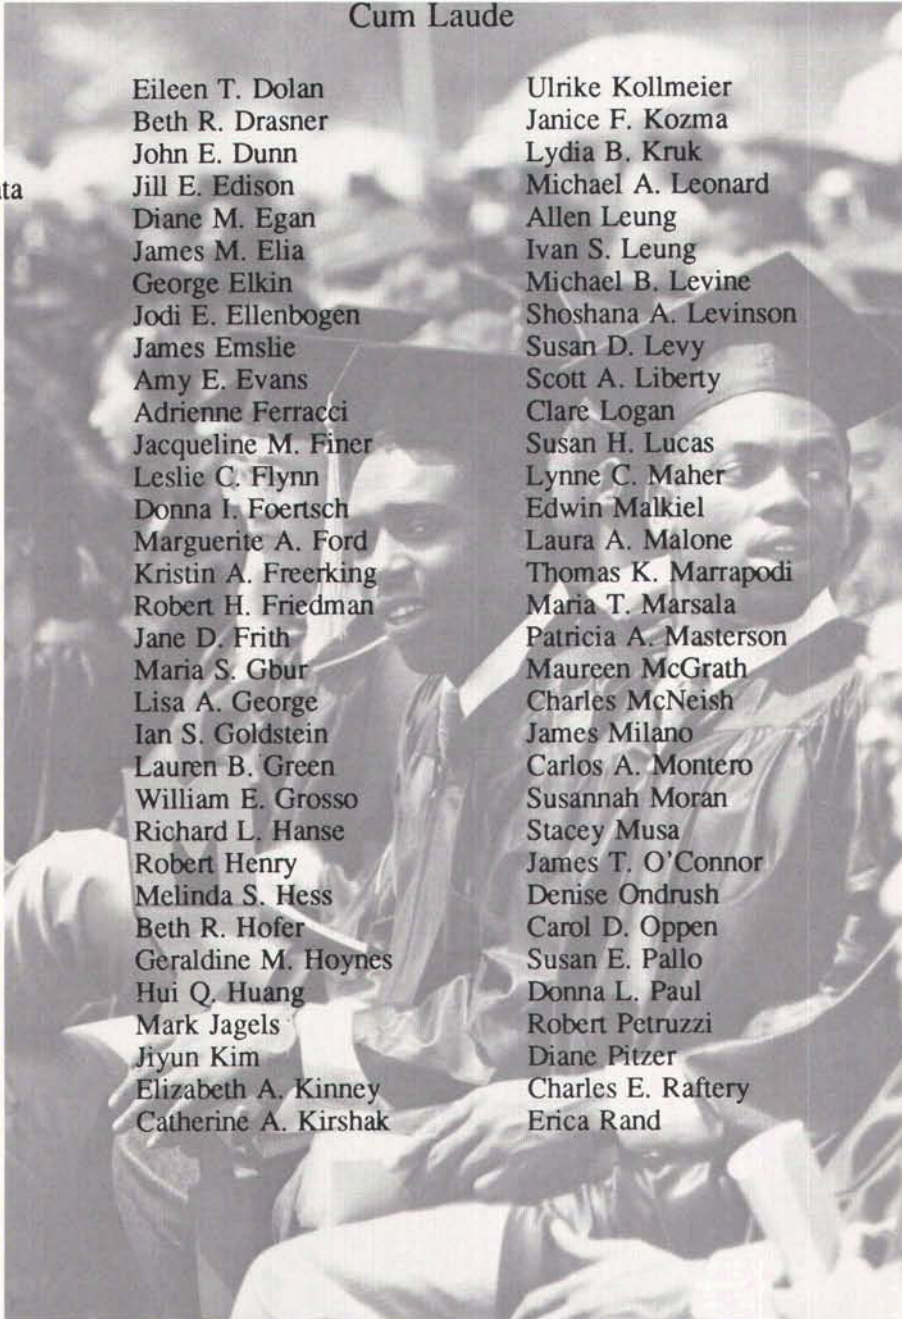 Cum Laude
ta
Eileen T. Dolan
Beth R. Drasner
John E. Dunn
Jill E. Edison
Diane M. Egan
James M. Elia
George Elkin
Jodi E. Ellenbogen
James Emslie
Amy E. Evans
Adrienne Ferracci
Jacqueline M. Finer
Leslie C. Flynn
Donna I. Foertsch
Marguerite A. Ford
Kristin A. Freerking
Robert H. Friedman
Jane D. Frith
Maria S. Gbur
Lisa A. George
Ian S. Goldstein
Lauren B. Green
William E. Grosso
Richard L. Hanse
Robert Henry
Melinda S. Hess
Beth R. Hofer
Geraldine M. Hoynes
Hui Q. Huang
Mark Jagels
Jiyun Kim
Elizabeth A. Kinney
Catherine A. Kirshak
Ulrike Kollmeier
Janice F. Kozma
Lydia B. Kruk
Michael A. Leonard
Allen Leung
Ivan S. Leung
Michael B. Levine
Shoshana A. Levinson
Susan D. Levy
Scott A. Liberty
Clare Logan
Susan H. Lucas
Lynne C. Maher
Edwin Malkiel
Laura A. Malone
Thomas K. Marrapodi
Maria T. Marsala
Patricia A. Masterson
Maureen McGrath
Charles McNeish
James Milano
Carlos A. Montero
Susannah Moran
Stacey Musa
James T. O'Connor
Denise Ondrush
Carol D. Oppen
Susan E. Pallo
Donna L. Paul
Robert Petruzzi
Diane Pitzer
Charles E. Raftery
Erica Rand